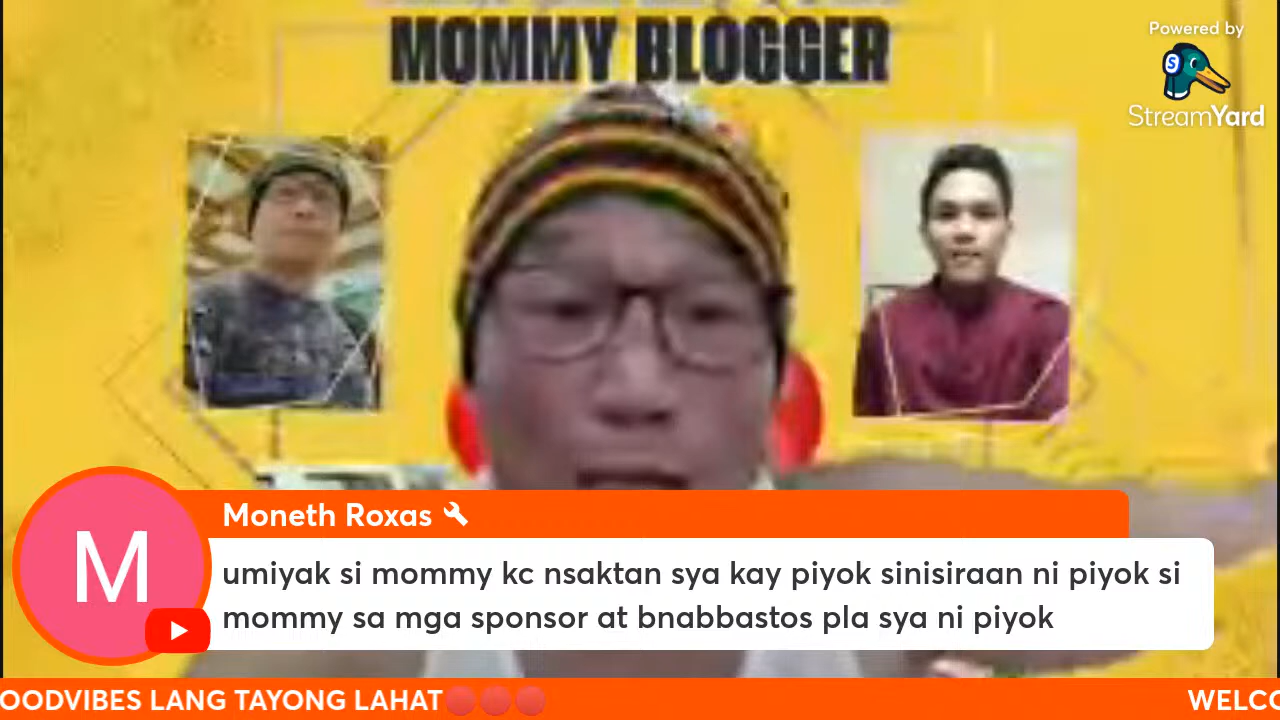 MOMMY BLOGGER
Powered by
StreamYard
Moneth Roxas
M
umiyak si mommy kc nsaktan sya kay piyok sinisiraan ni piyok si
mommy sa mga sponsor at bnabbastos pla sya ni piyok
OODVIBES LANG TAYONG LAHAT
WELCO